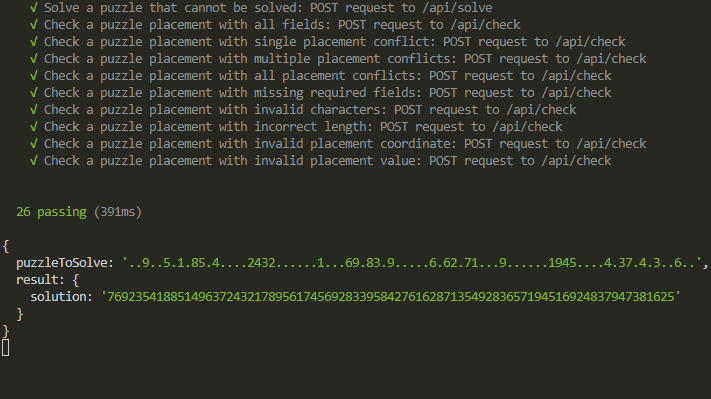 √ Solve a puzzle that cannot be solved: POST request to /api/solve
√ Check a puzzle placement with all fields: POST request to /api/check
√ Check a puzzle placement with single placement conflict: POST request to /api/check
√ Check a puzzle placement with multiple placement conflicts: POST request to /api/check
√ Check a puzzle placement with all placement conflicts: POST request to /api/check
√ Check a puzzle placement with missing required fields: POST request to /api/check
√ Check a puzzle placement with invalid characters: POST request to /api/check
√ Check a puzzle placement with incorrect length: POST request to /api/check
√ Check a puzzle placement with invalid placement coordinate: POST request to /api/check
√ Check a puzzle placement with invalid placement value: POST request to /api/check
26 passing (391ms)
{
puzzleToSolve: '..9..5.1.85.4....2432......1...69.83.9.....6.62.71...9......1945....4.37.4.3..6..',
result: {
solution: '769235418851496372432178956174569283395842761628713549283657194516924837947381625'
}
}